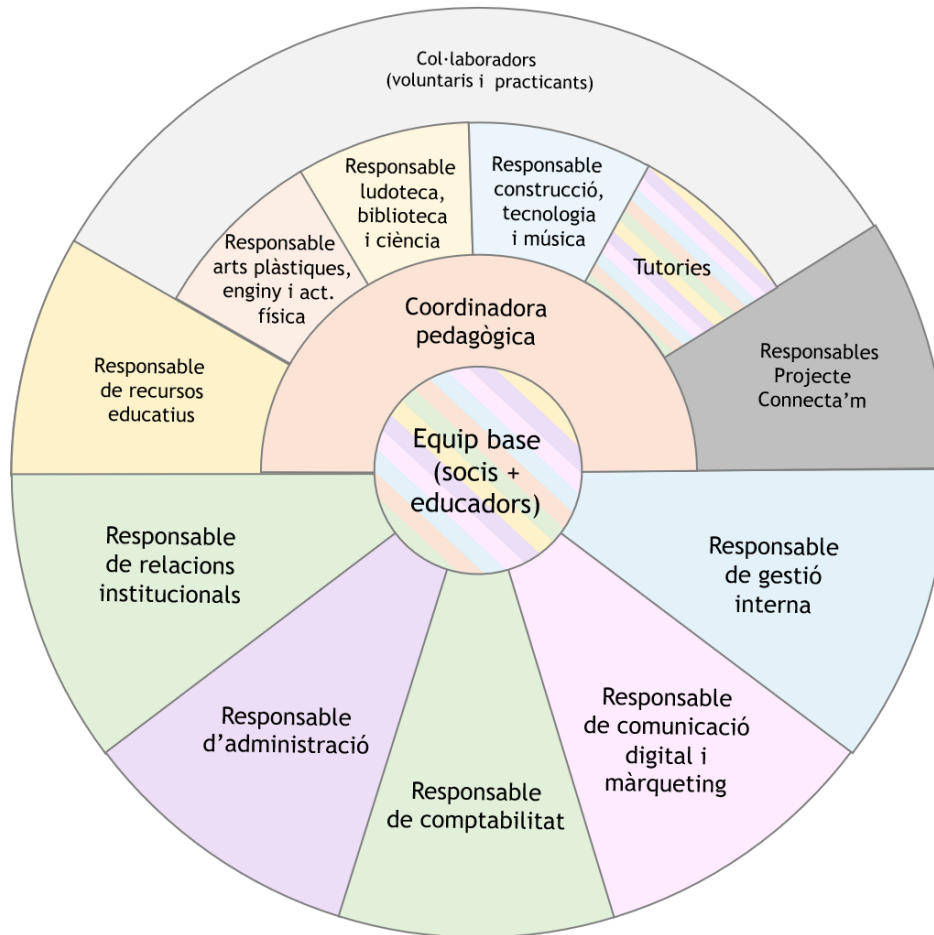 Col·laboradors
(voluntaris i practicants)
Responsable
ludoteca,
biblioteca
i ciència
Responsable
construcció,
tecnologia
i música
Responsable
arts plàstiques,
enginy i act.
física
Tutories
Coordinadora
pedagògica
Responsable
de recursos
educatius
Responsables
Projecte
Connecta’m
Equip base
(socis +
educadors)
Responsable
de relacions
institucionals
Responsable
de gestió
interna
Responsable
d’administració
Responsable
de comunicació
digital i
màrqueting
Responsable
de comptabilitat